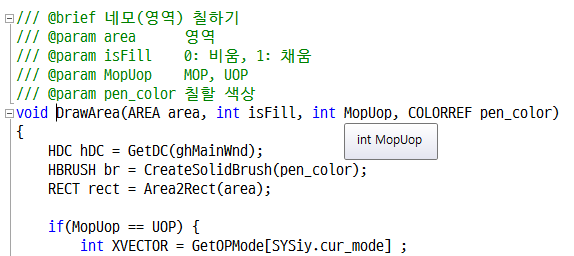 /// @brief 네모(영역) 칠하기
/// @param area 영역
/// @param isFill 0: 비움, 1: 채움
/// @param MopUop MOP, UOP
/// @param pen_color 칠할 색상
void DrawArea(AREA area, int isFill, int MopUop, COLORREF pen_color)
int MopUop
{
HDC hDC = GetDC(ghMainWnd);
HBRUSH br = CreateSolidBrush(pen_color);
RECT rect = Area2Rect(area);
if(MopUop == UOP) {
int XVECTOR = GetOPMode[SYSiy.cur_mode] ;